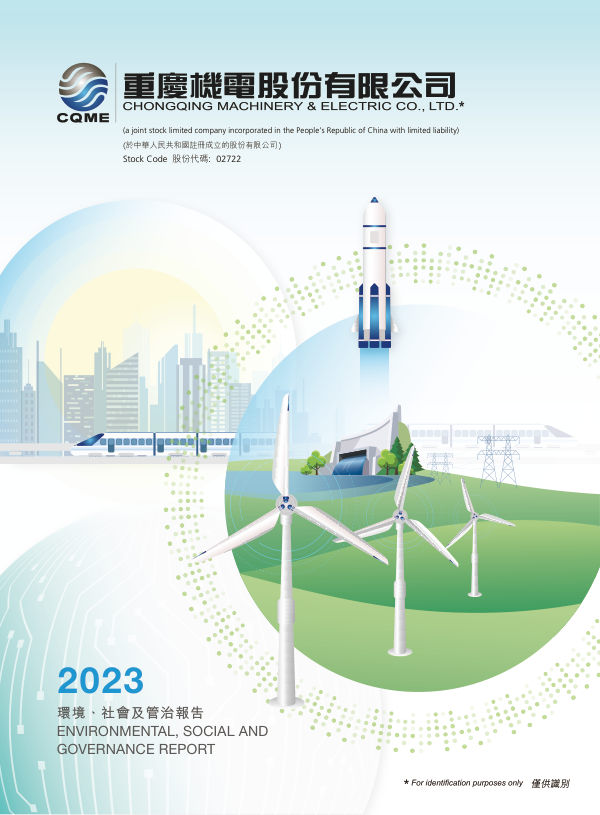 重慶機電股份有限公司
CHONGQING MACHINERY & ELECTRIC CO., LTD.*
CQME
(a joint stock limited company incorporated in the People's Republic of China with limited liability)
(於中華人民共和國註冊成立的股份有限公司)
Stock Code 股份代碼: 02722
2023
環境、社會及管治報告
ENVIRONMENTAL, SOCIAL AND
GOVERNANCE REPORT
* For identification purposes only 僅供識別